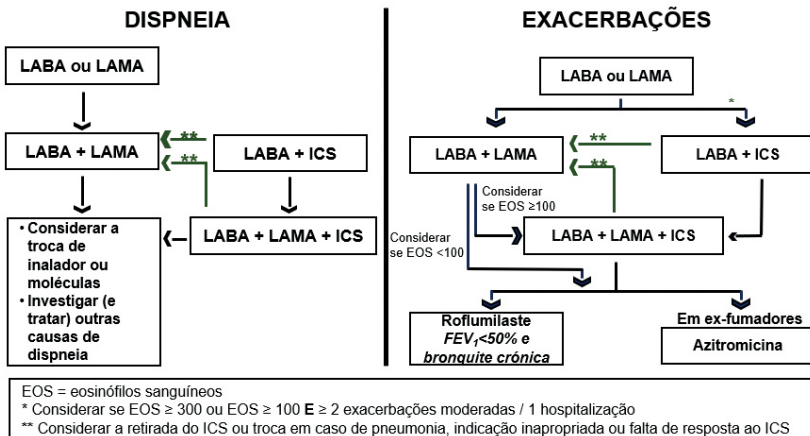 DISPNEIA
LABA ou LAMA
LABA + LAMA
**
**
LABA + ICS
LABA + LAMA + ICS
• Considerar a
troca de
inalador ou
moléculas
• Investigar (e
tratar) outras
causas de
dispneia
EXACERBAÇÕES
LABA ou LAMA
*
LABA + LAMA
**
**
LABA + ICS
Considerar
se EOS ≥100
Considerar
se EOS <100
LABA + LAMA + ICS
Roflumilaste
FEV₁<50% e
bronquite crónica
Em ex-fumadores
Azitromicina
EOS = eosinófilos sanguíneos
* Considerar se EOS ≥ 300 ou EOS ≥ 100 E ≥ 2 exacerbações moderadas / 1 hospitalização
** Considerar a retirada do ICS ou troca em caso de pneumonia, indicação inapropriada ou falta de resposta ao ICS